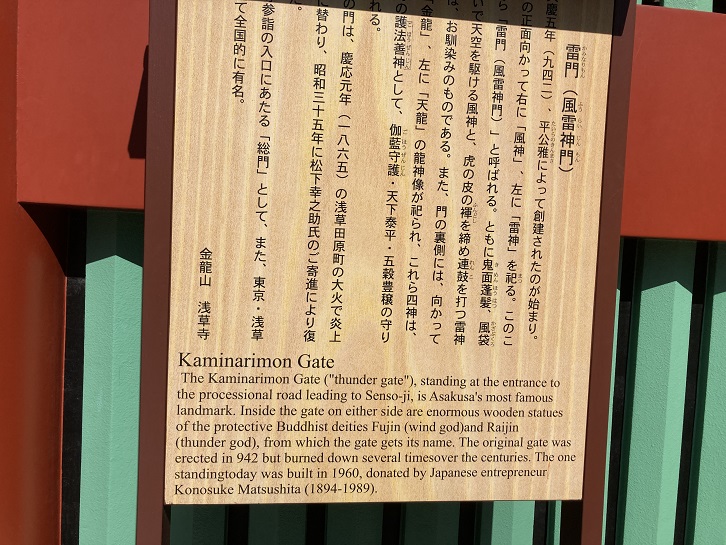 雷門（風雷神門）
慶五年（九四二）、平公雅によって創建されたのが始まり。
の正面向かって右に「風神」、左に「雷神」を祀る。このこ
ら「雷門（風雷神門）」と呼ばれる。ともに鬼面蓬髪、風袋
いで天空を駆ける風神と、虎の皮の褌を締め連鼓を打つ雷神
は、お馴染みのものである。また、門の裏側には、向かって
「金龍」、左に「天龍」の龍神像が祀られ、これら四神は、
の護法善神として、伽藍守護・天下泰平・五穀豊穣の守り
れる。
の門は、慶応元年（一八六五）の浅草田原町の大火で炎上
に替わり、昭和三十五年に松下幸之助氏のご寄進により復
た。
参詣の入口にあたる「総門」として、また、東京・浅草
て全国的に有名。
金龍山　浅草寺
Kaminarimon Gate
The Kaminarimon Gate ("thunder gate"), standing at the entrance to
the processional road leading to Senso-ji, is Asakusa's most famous
landmark. Inside the gate on either side are enormous wooden statues
of the protective Buddhist deities Fujin (wind god)and Raijin
(thunder god), from which the gate gets its name. The original gate was
erected in 942 but burned down several timesover the centuries. The one
standingtoday was built in 1960, donated by Japanese entrepreneur
Konosuke Matsushita (1894-1989).